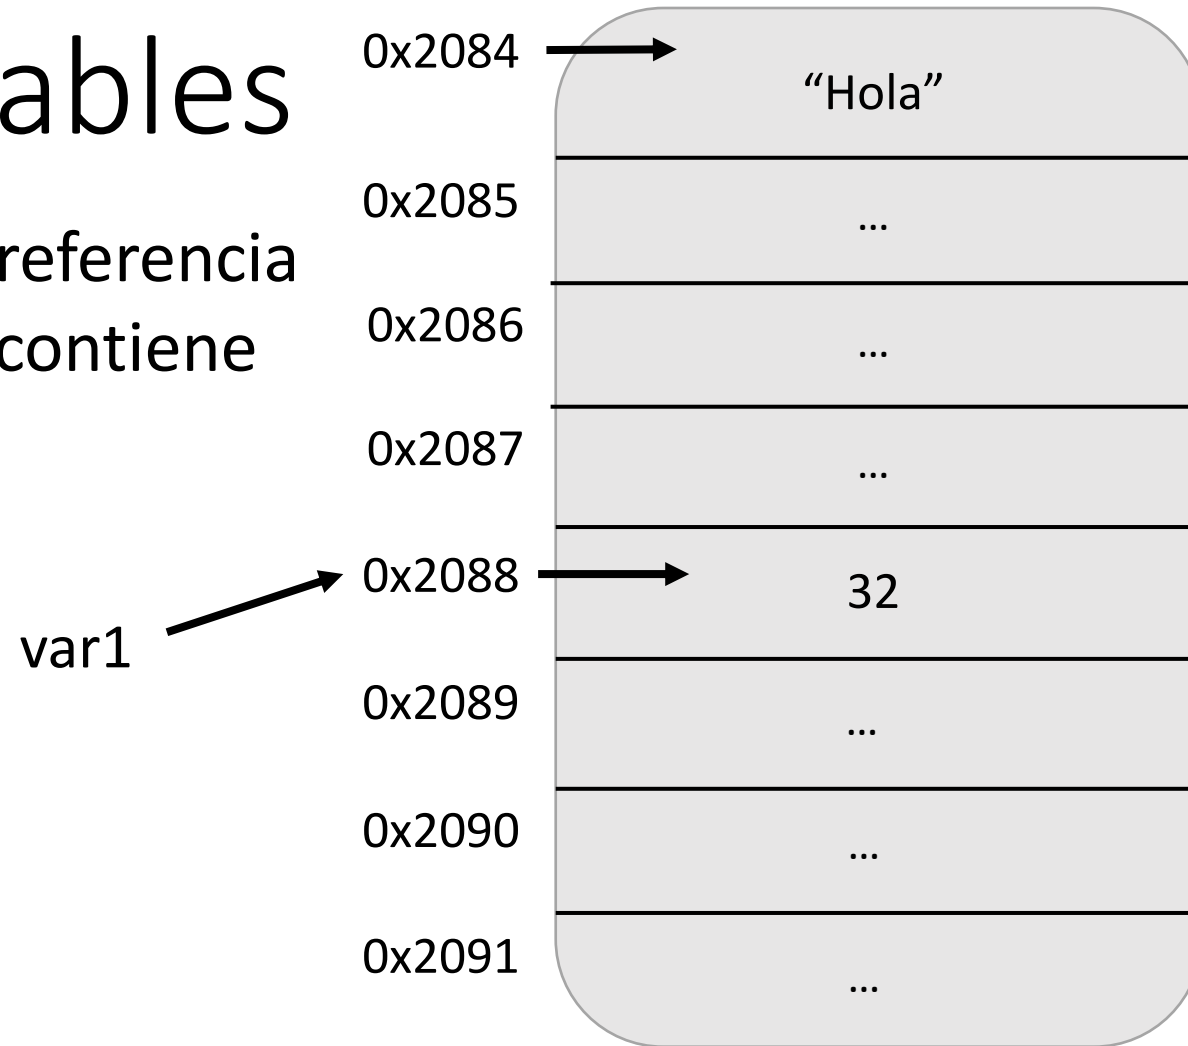 ables
referencia
contiene
var1
0x2084
“Hola”
0x2085
...
0x2086
...
0x2087
...
0x2088
32
0x2089
...
0x2090
...
0x2091
...